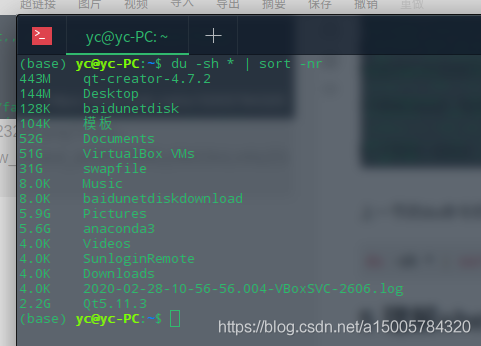 超链接 图片 视频 导入 导出 摘要 保存 撤销 重做
yc@yc-PC: ~
(base) yc@yc-PC:~$ du -sh * | sort -nr
443M qt-creator-4.7.2
144M Desktop
128K baidunetdisk
104K 模板
52G Documents
51G VirtualBox VMs
31G swapfile
8.0K Music
8.0K baidunetdiskdownload
5.9G Pictures
5.6G anaconda3
4.0K Videos
4.0K SunloginRemote
4.0K Downloads
4.0K 2020-02-28-10-56-56.004-VBoxSVC-2606.log
2.2G Qt5.11.3
(base) yc@yc-PC:~$
https://blog.csdn.net/a15005784320